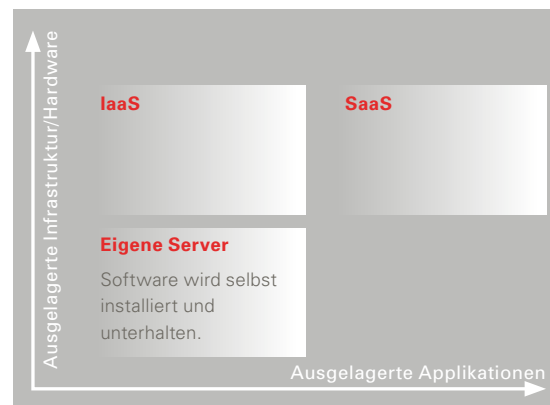 Ausgelagerte Infrastruktur/Hardware
IaaS
SaaS
Eigene Server
Software wird selbst
installiert und
unterhalten.
Ausgelagerte Applikationen